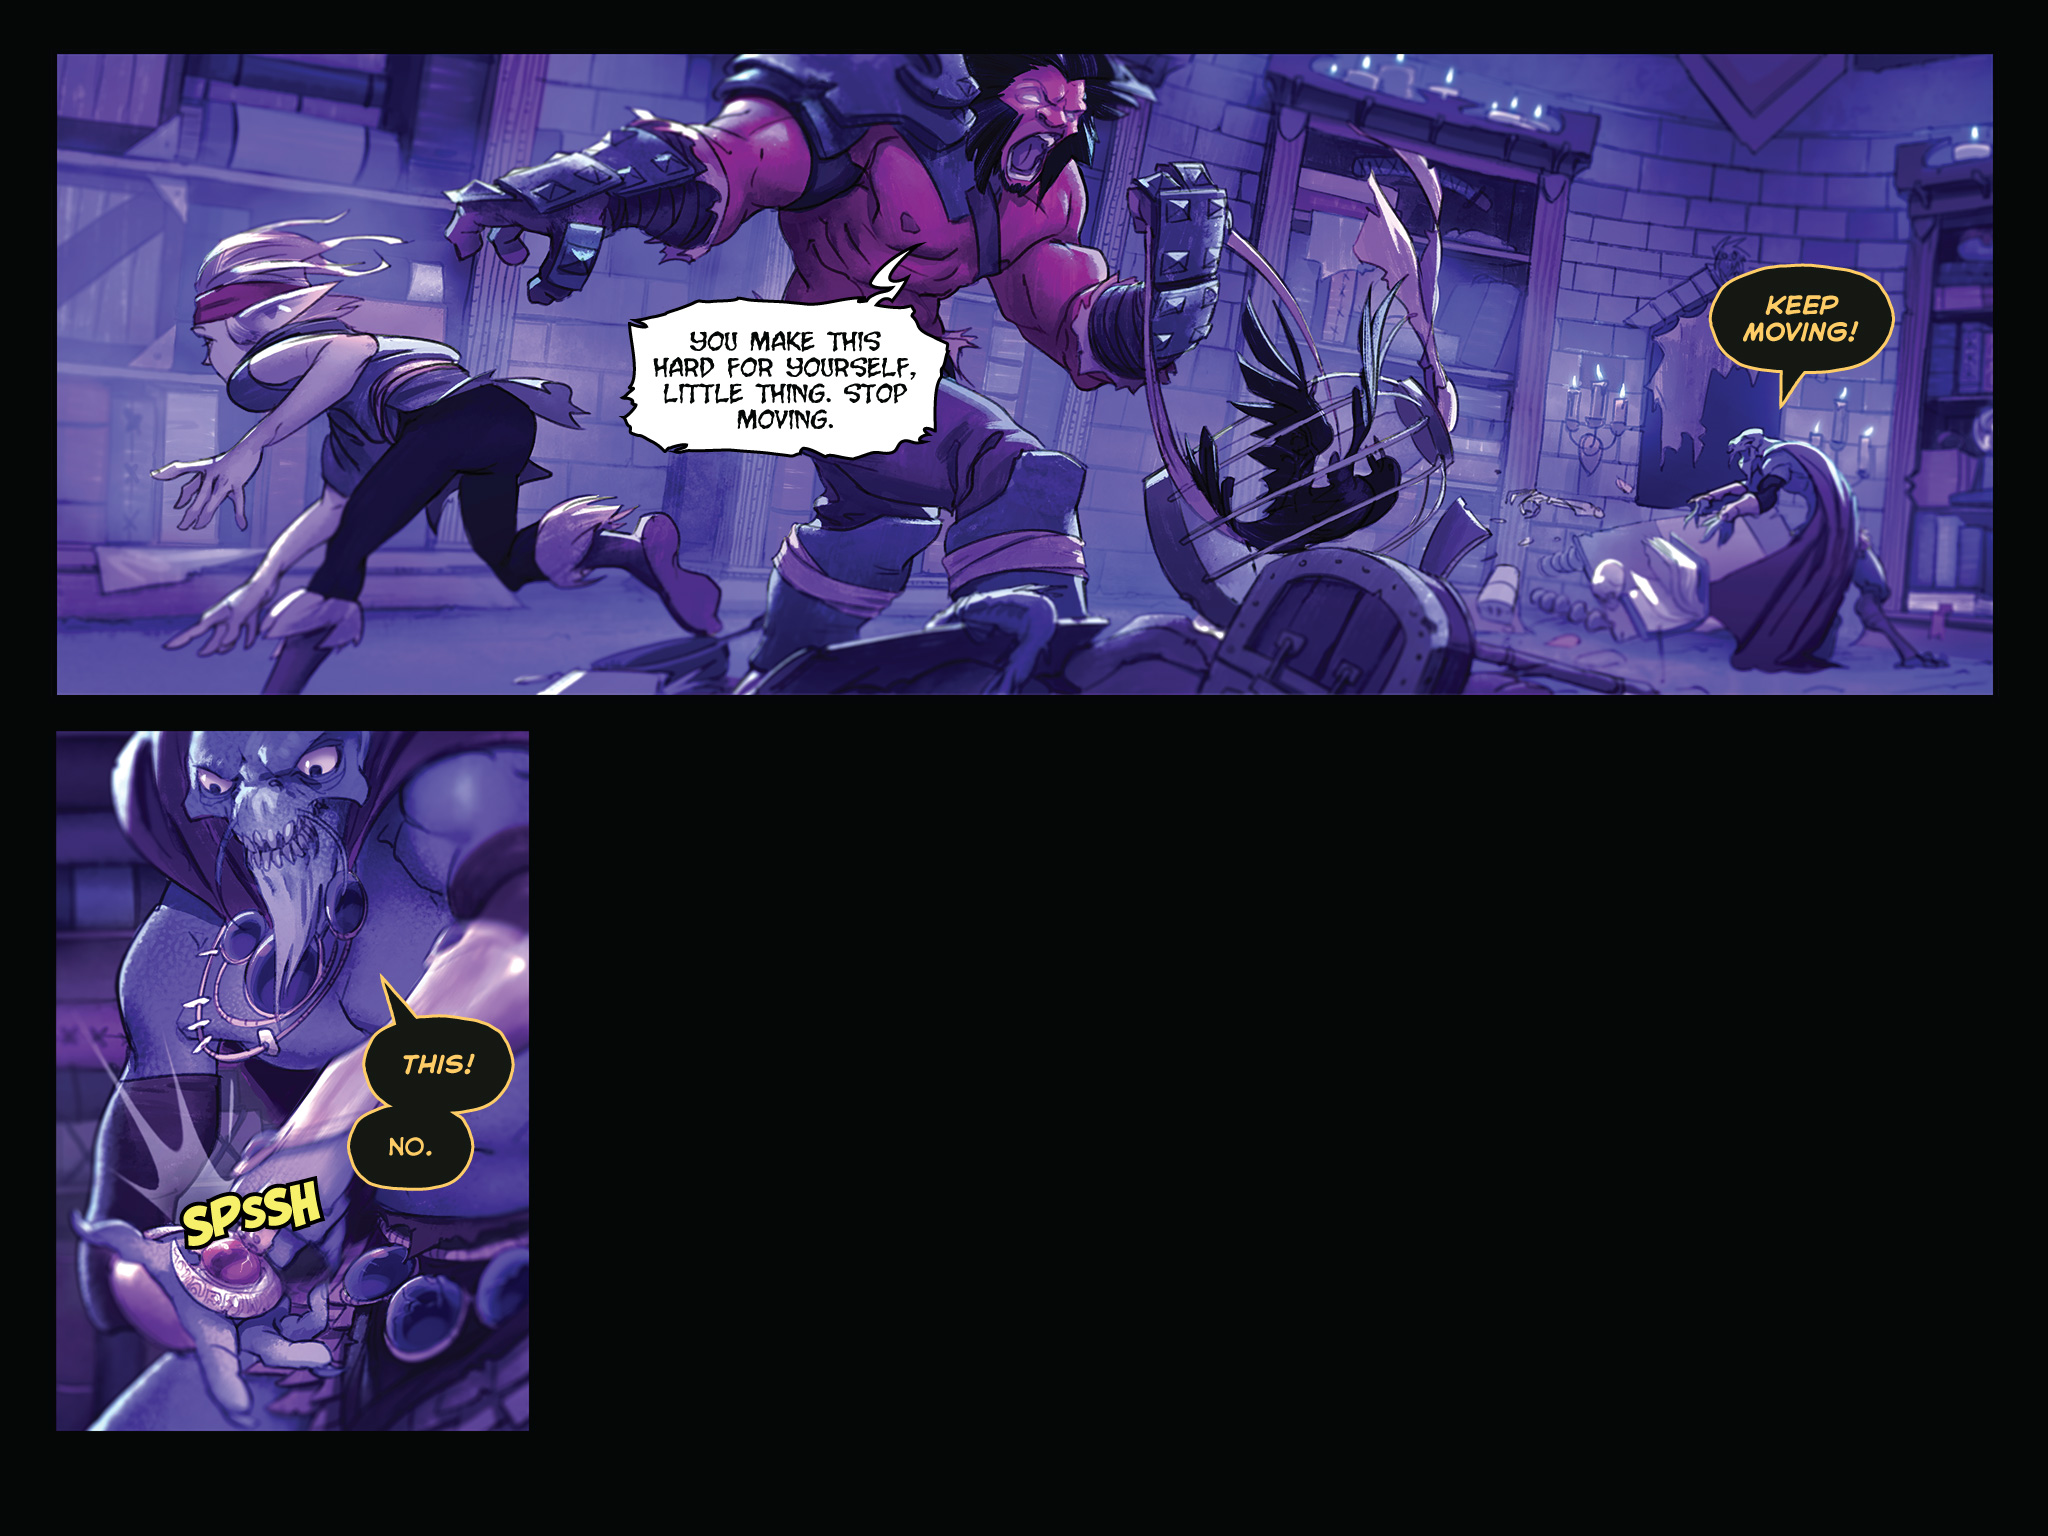 YOU MAKE THIS
HARD FOR YOURSELF,
LITTLE THING. STOP
MOVING.
KEEP
MOVING!
THIS!
NO.
SPSSH